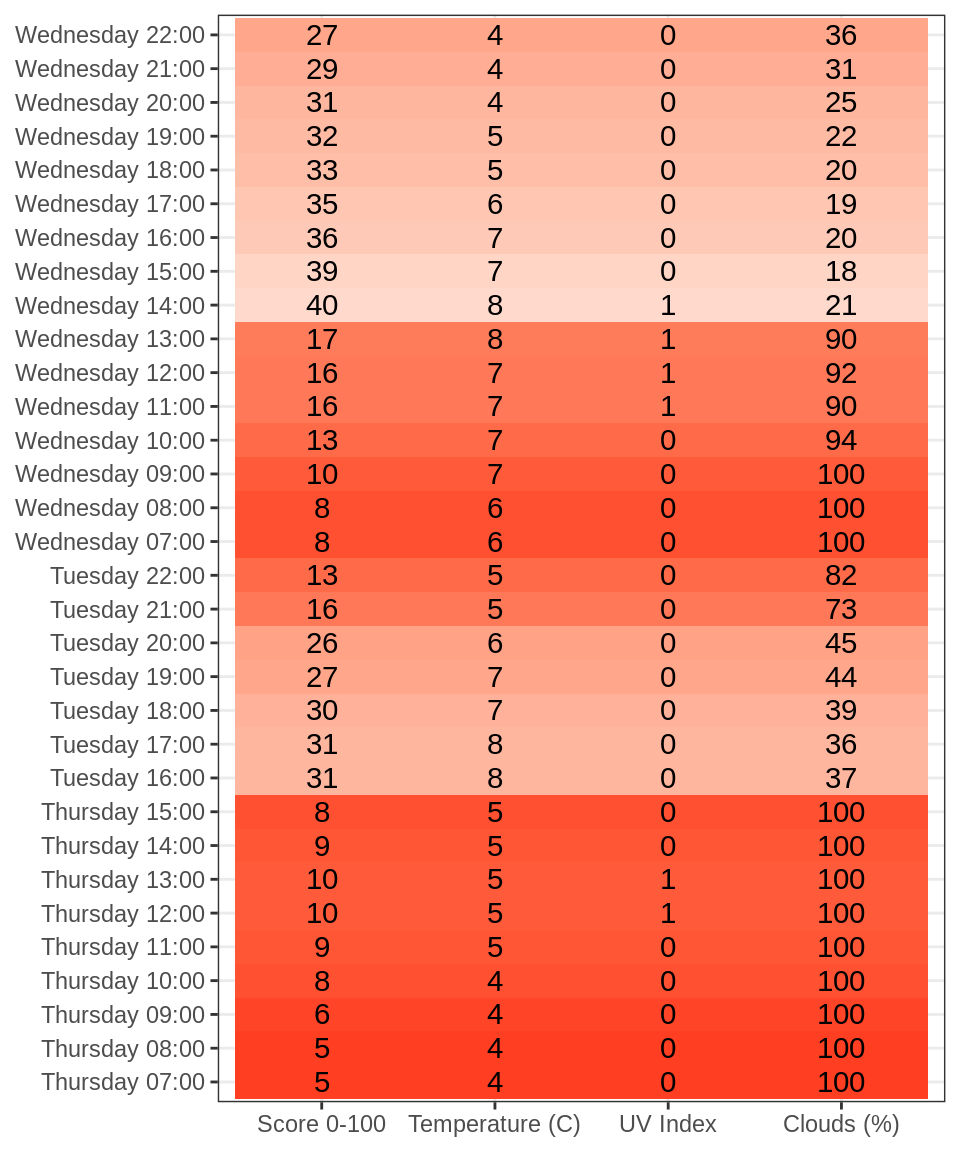 Wednesday 22:00 27 4 0 36
Wednesday 21:00 29 4 0 31
Wednesday 20:00 31 4 0 25
Wednesday 19:00 32 5 0 22
Wednesday 18:00 33 5 0 20
Wednesday 17:00 35 6 0 19
Wednesday 16:00 36 7 0 20
Wednesday 15:00 39 7 0 18
Wednesday 14:00 40 8 1 21
Wednesday 13:00 17 8 1 90
Wednesday 12:00 16 7 1 92
Wednesday 11:00 16 7 1 90
Wednesday 10:00 13 7 0 94
Wednesday 09:00 10 7 0 100
Wednesday 08:00 8 6 0 100
Wednesday 07:00 8 6 0 100
Tuesday 22:00 13 5 0 82
Tuesday 21:00 16 5 0 73
Tuesday 20:00 26 6 0 45
Tuesday 19:00 27 7 0 44
Tuesday 18:00 30 7 0 39
Tuesday 17:00 31 8 0 36
Tuesday 16:00 31 8 0 37
Thursday 15:00 8 5 0 100
Thursday 14:00 9 5 0 100
Thursday 13:00 10 5 1 100
Thursday 12:00 10 5 1 100
Thursday 11:00 9 5 0 100
Thursday 10:00 8 4 0 100
Thursday 09:00 6 4 0 100
Thursday 08:00 5 4 0 100
Thursday 07:00 5 4 0 100
Score 0-100 Temperature (C) UV Index Clouds (%)